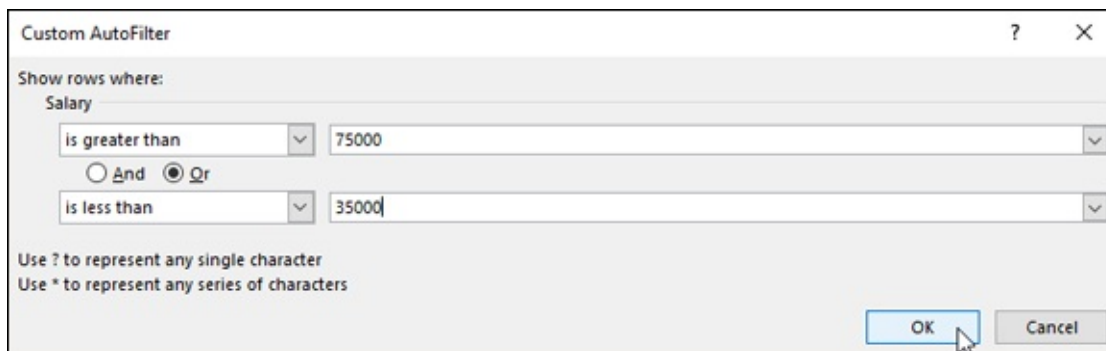 Custom AutoFilter ?
Show rows where:
Salary
is greater than 75000
And Or
is less than 35000
Use ? to represent any single character
Use * to represent any series of characters
OK Cancel